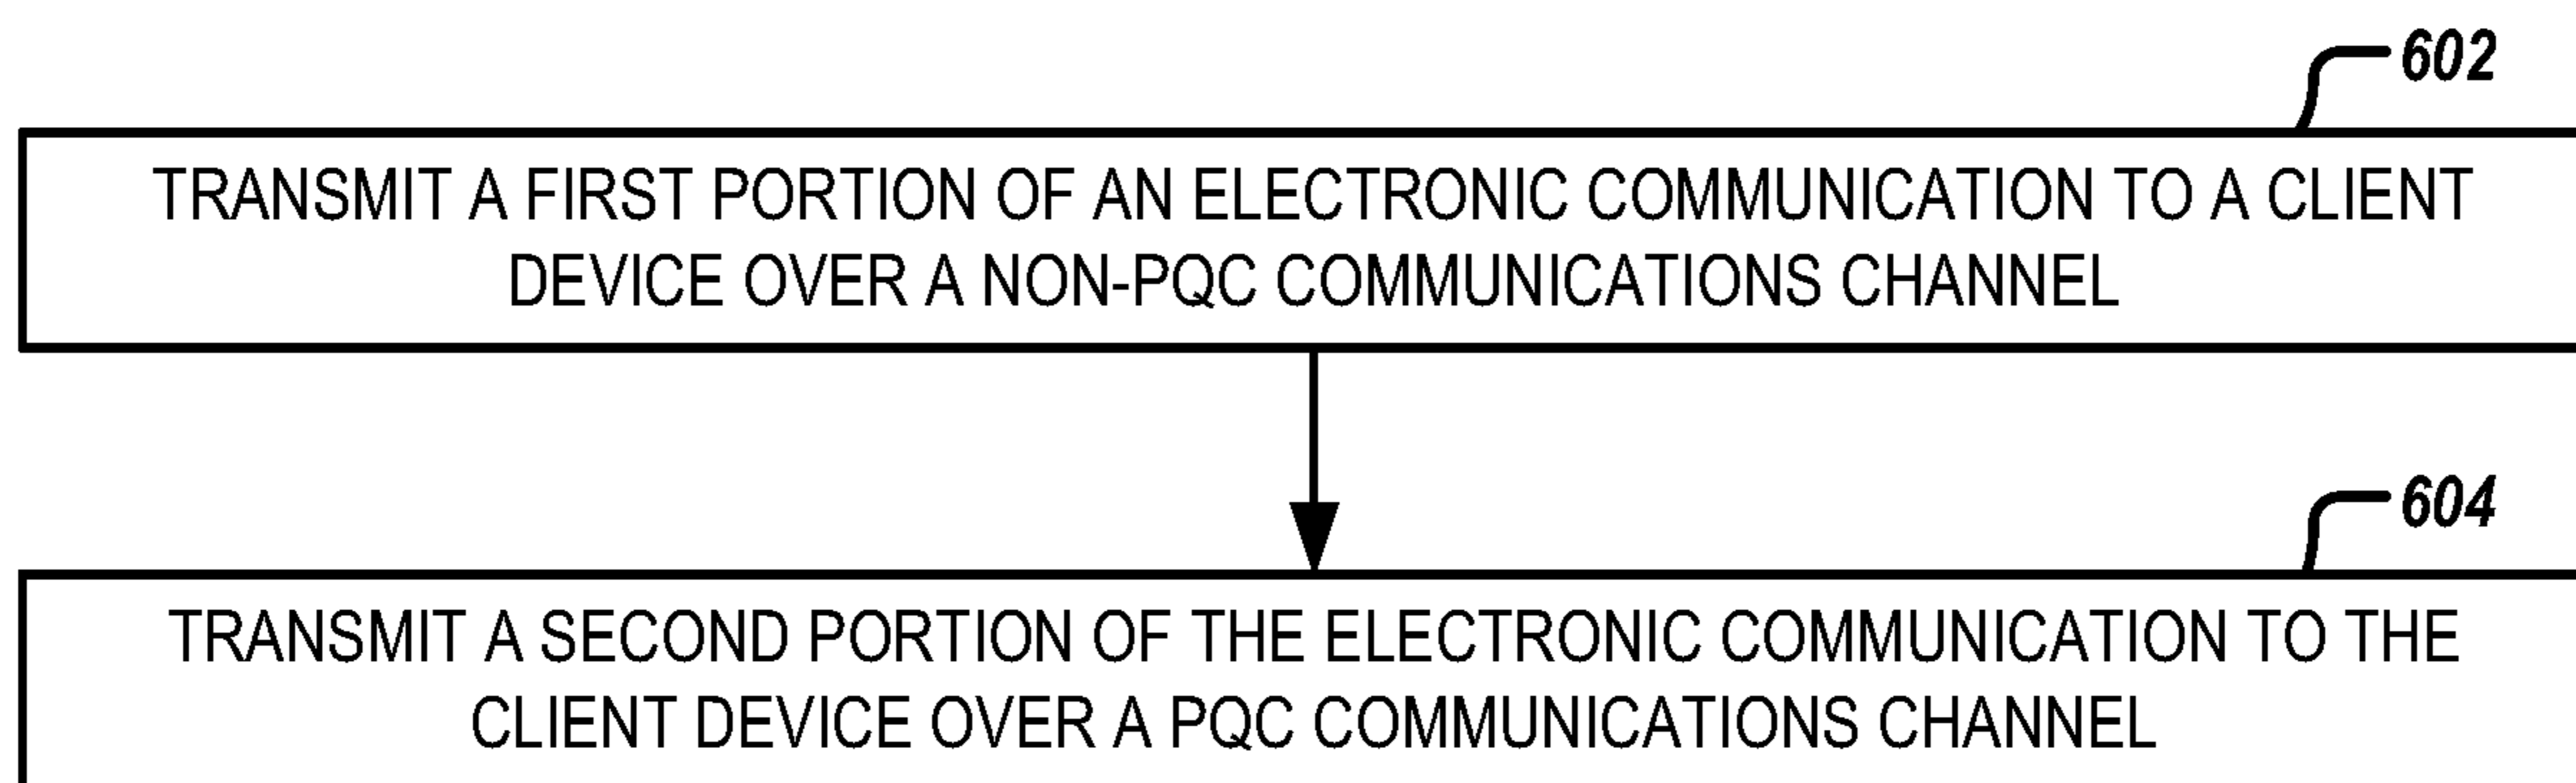 602
TRANSMIT A FIRST PORTION OF AN ELECTRONIC COMMUNICATION TO A CLIENT
DEVICE OVER A NON-PQC COMMUNICATIONS CHANNEL
604
TRANSMIT A SECOND PORTION OF THE ELECTRONIC COMMUNICATION TO THE
CLIENT DEVICE OVER A PQC COMMUNICATIONS CHANNEL